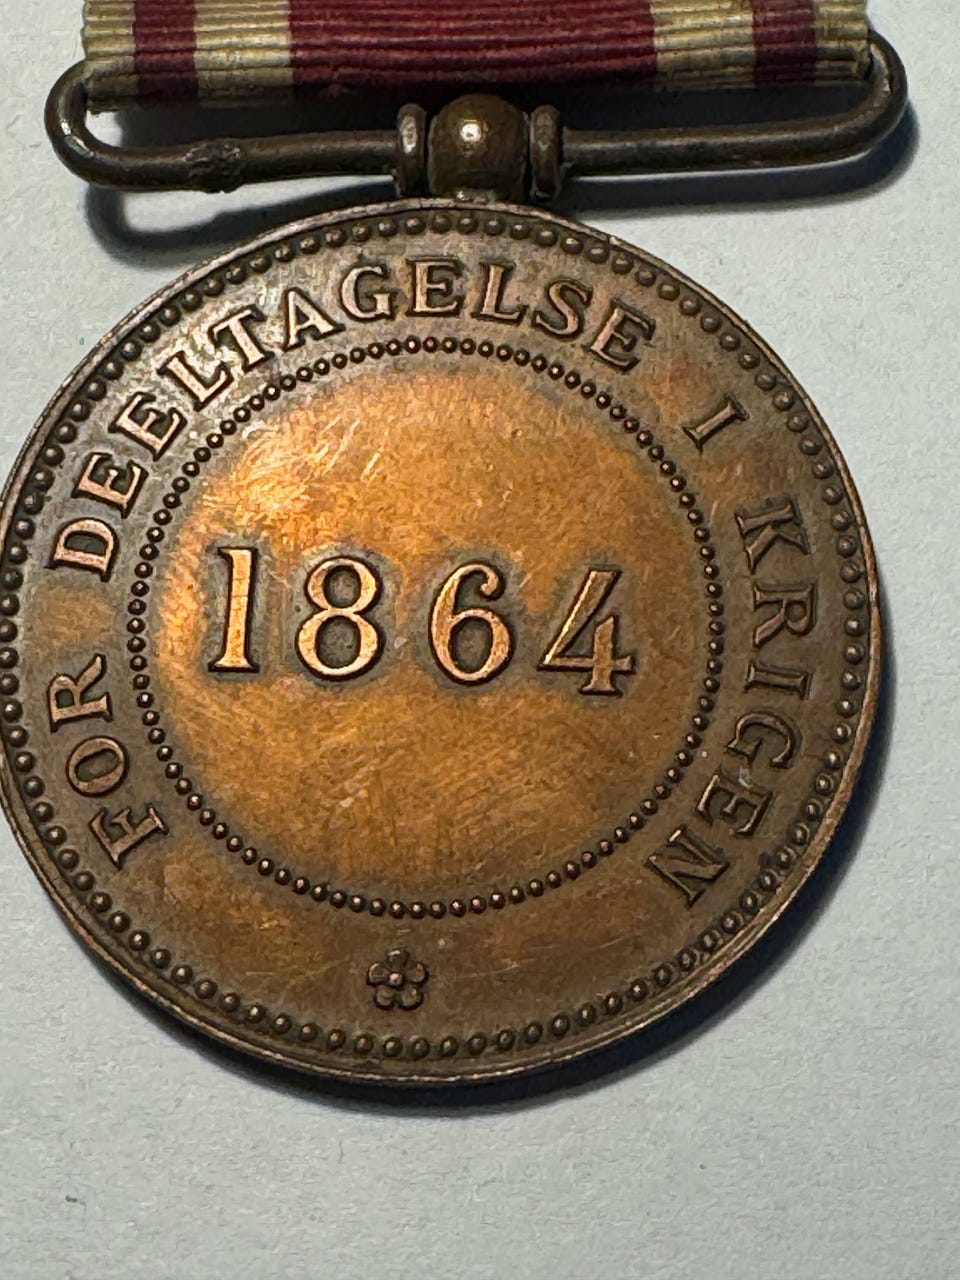 FOR DEELTAGELSE I KRIGEN
1864